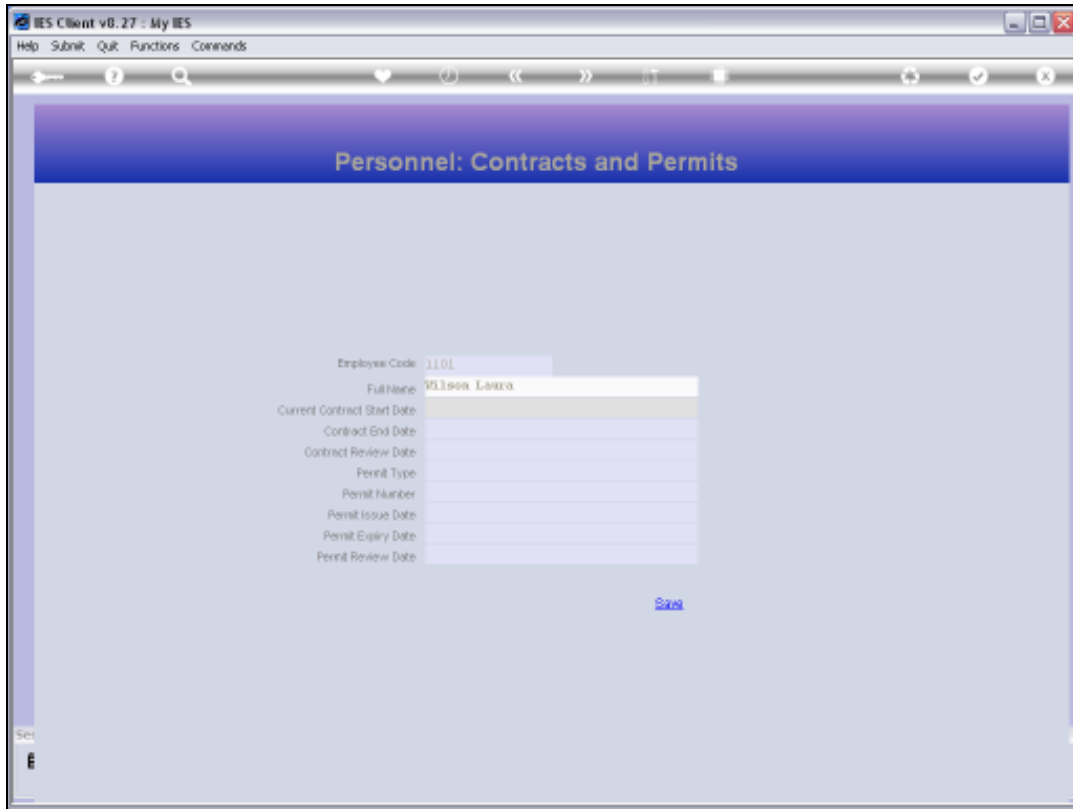 IES Client v8.27 : My IES
Help Submit Quit Functions Commands
Personnel: Contracts and Permits
Employee Code 1101
Full Name Wilson Laura
Current Contract Start Date
Contract End Date
Contract Review Date
Permit Type
Permit Number
Permit Issue Date
Permit Expiry Date
Permit Review Date
Save